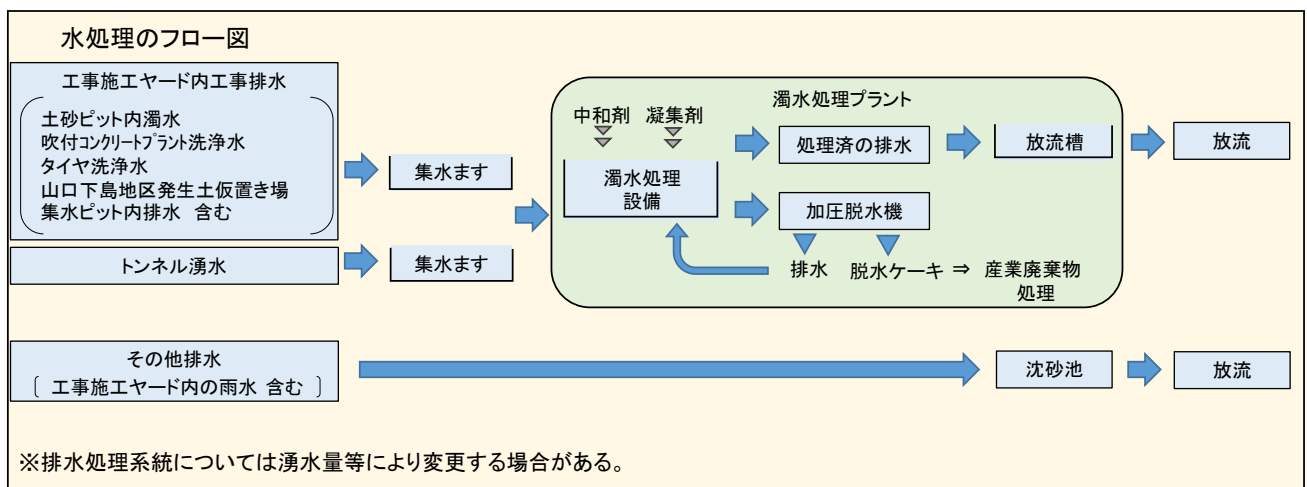 水処理のフロー図
工事施工ヤード内工事排水
土砂ピット内濁水
吹付コンクリートプラント洗浄水
タイヤ洗浄水
山口下島地区発生土仮置き場
集水ピット内排水 含む
集水ます
トンネル湧水
集水ます
濁水処理プラント
中和剤 凝集剤
濁水処理
設備
処理済の排水
放流槽
放流
加圧脱水機
排水 脱水ケーキ ⇒ 産業廃棄物
処理
その他排水
〔 工事施工ヤード内の雨水 含む 〕
沈砂池
放流
※排水処理系統については湧水量等により変更する場合がある。